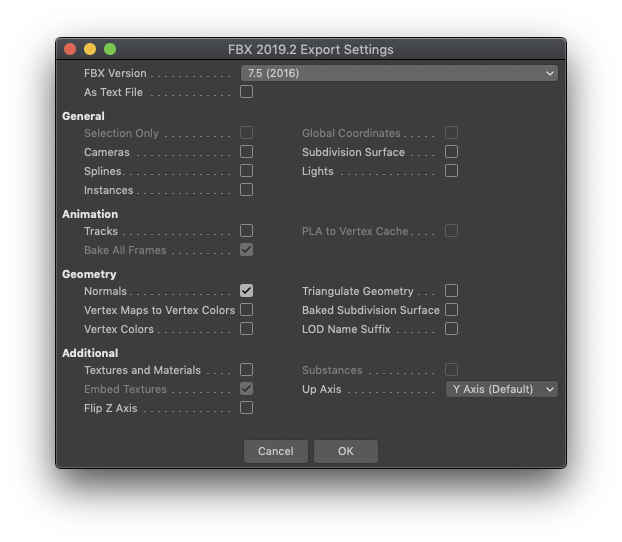 FBX 2019.2 Export Settings
FBX Version . . . . . . . . . . . . 7.5 (2016)
As Text File . . . . . . . . . . . .
General
Selection Only . . . . . . . . . . Global Coordinates . . . . .
Cameras . . . . . . . . . . . . . . Subdivision Surface . . . .
Splines . . . . . . . . . . . . . . . Lights . . . . . . . . . . . . . .
Instances . . . . . . . . . . . . .
Animation
Tracks . . . . . . . . . . . . . . . PLA to Vertex Cache . . . .
Bake All Frames . . . . . . . . .
Geometry
Normals . . . . . . . . . . . . . . Triangulate Geometry . . .
Vertex Maps to Vertex Colors Baked Subdivision Surface
Vertex Colors . . . . . . . . . . LOD Name Suffix . . . . . .
Additional
Textures and Materials . . . . Substances . . . . . . . . . .
Embed Textures . . . . . . . . . Up Axis . . . . . . . . . . . . Y Axis (Default)
Flip Z Axis . . . . . . . . . . . .
Cancel OK